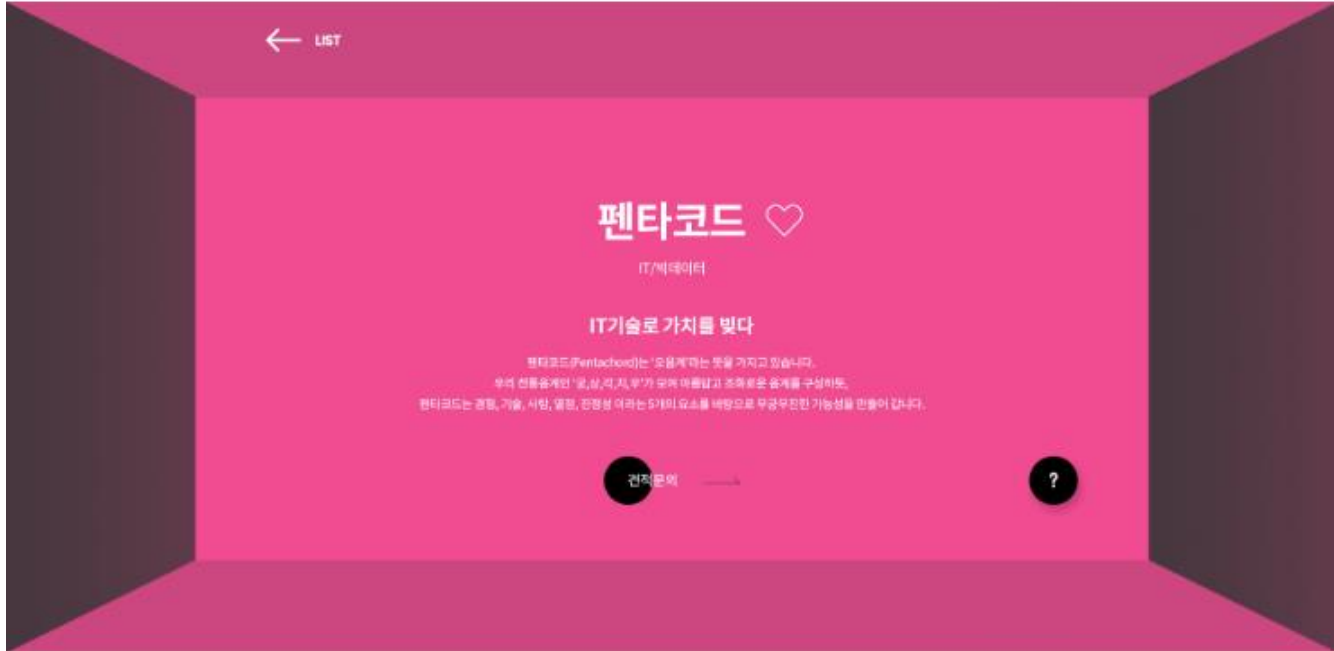 LIST
펜타코드
IT/빅데이터
IT기술로 가치를 빚다
펜타코드(Pentachord)는 '오음계'라는 뜻을 가지고 있습니다.
우리 전통음계인 '궁,상,각,치,우'가 모여 아름답고 조화로운 음계를 구성하듯,
펜타코드는 경험, 기술, 사람, 열정, 진정성 이라는 5개의 요소를 바탕으로 무궁무진한 가능성을 만들어 갑니다.
견적문의
?